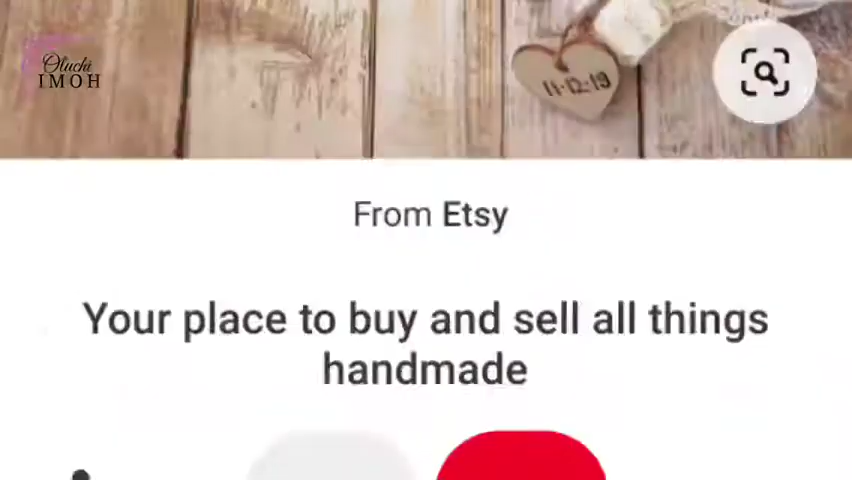 Oluchi
IMOH
11·12·19
From Etsy
Your place to buy and sell all things
handmade